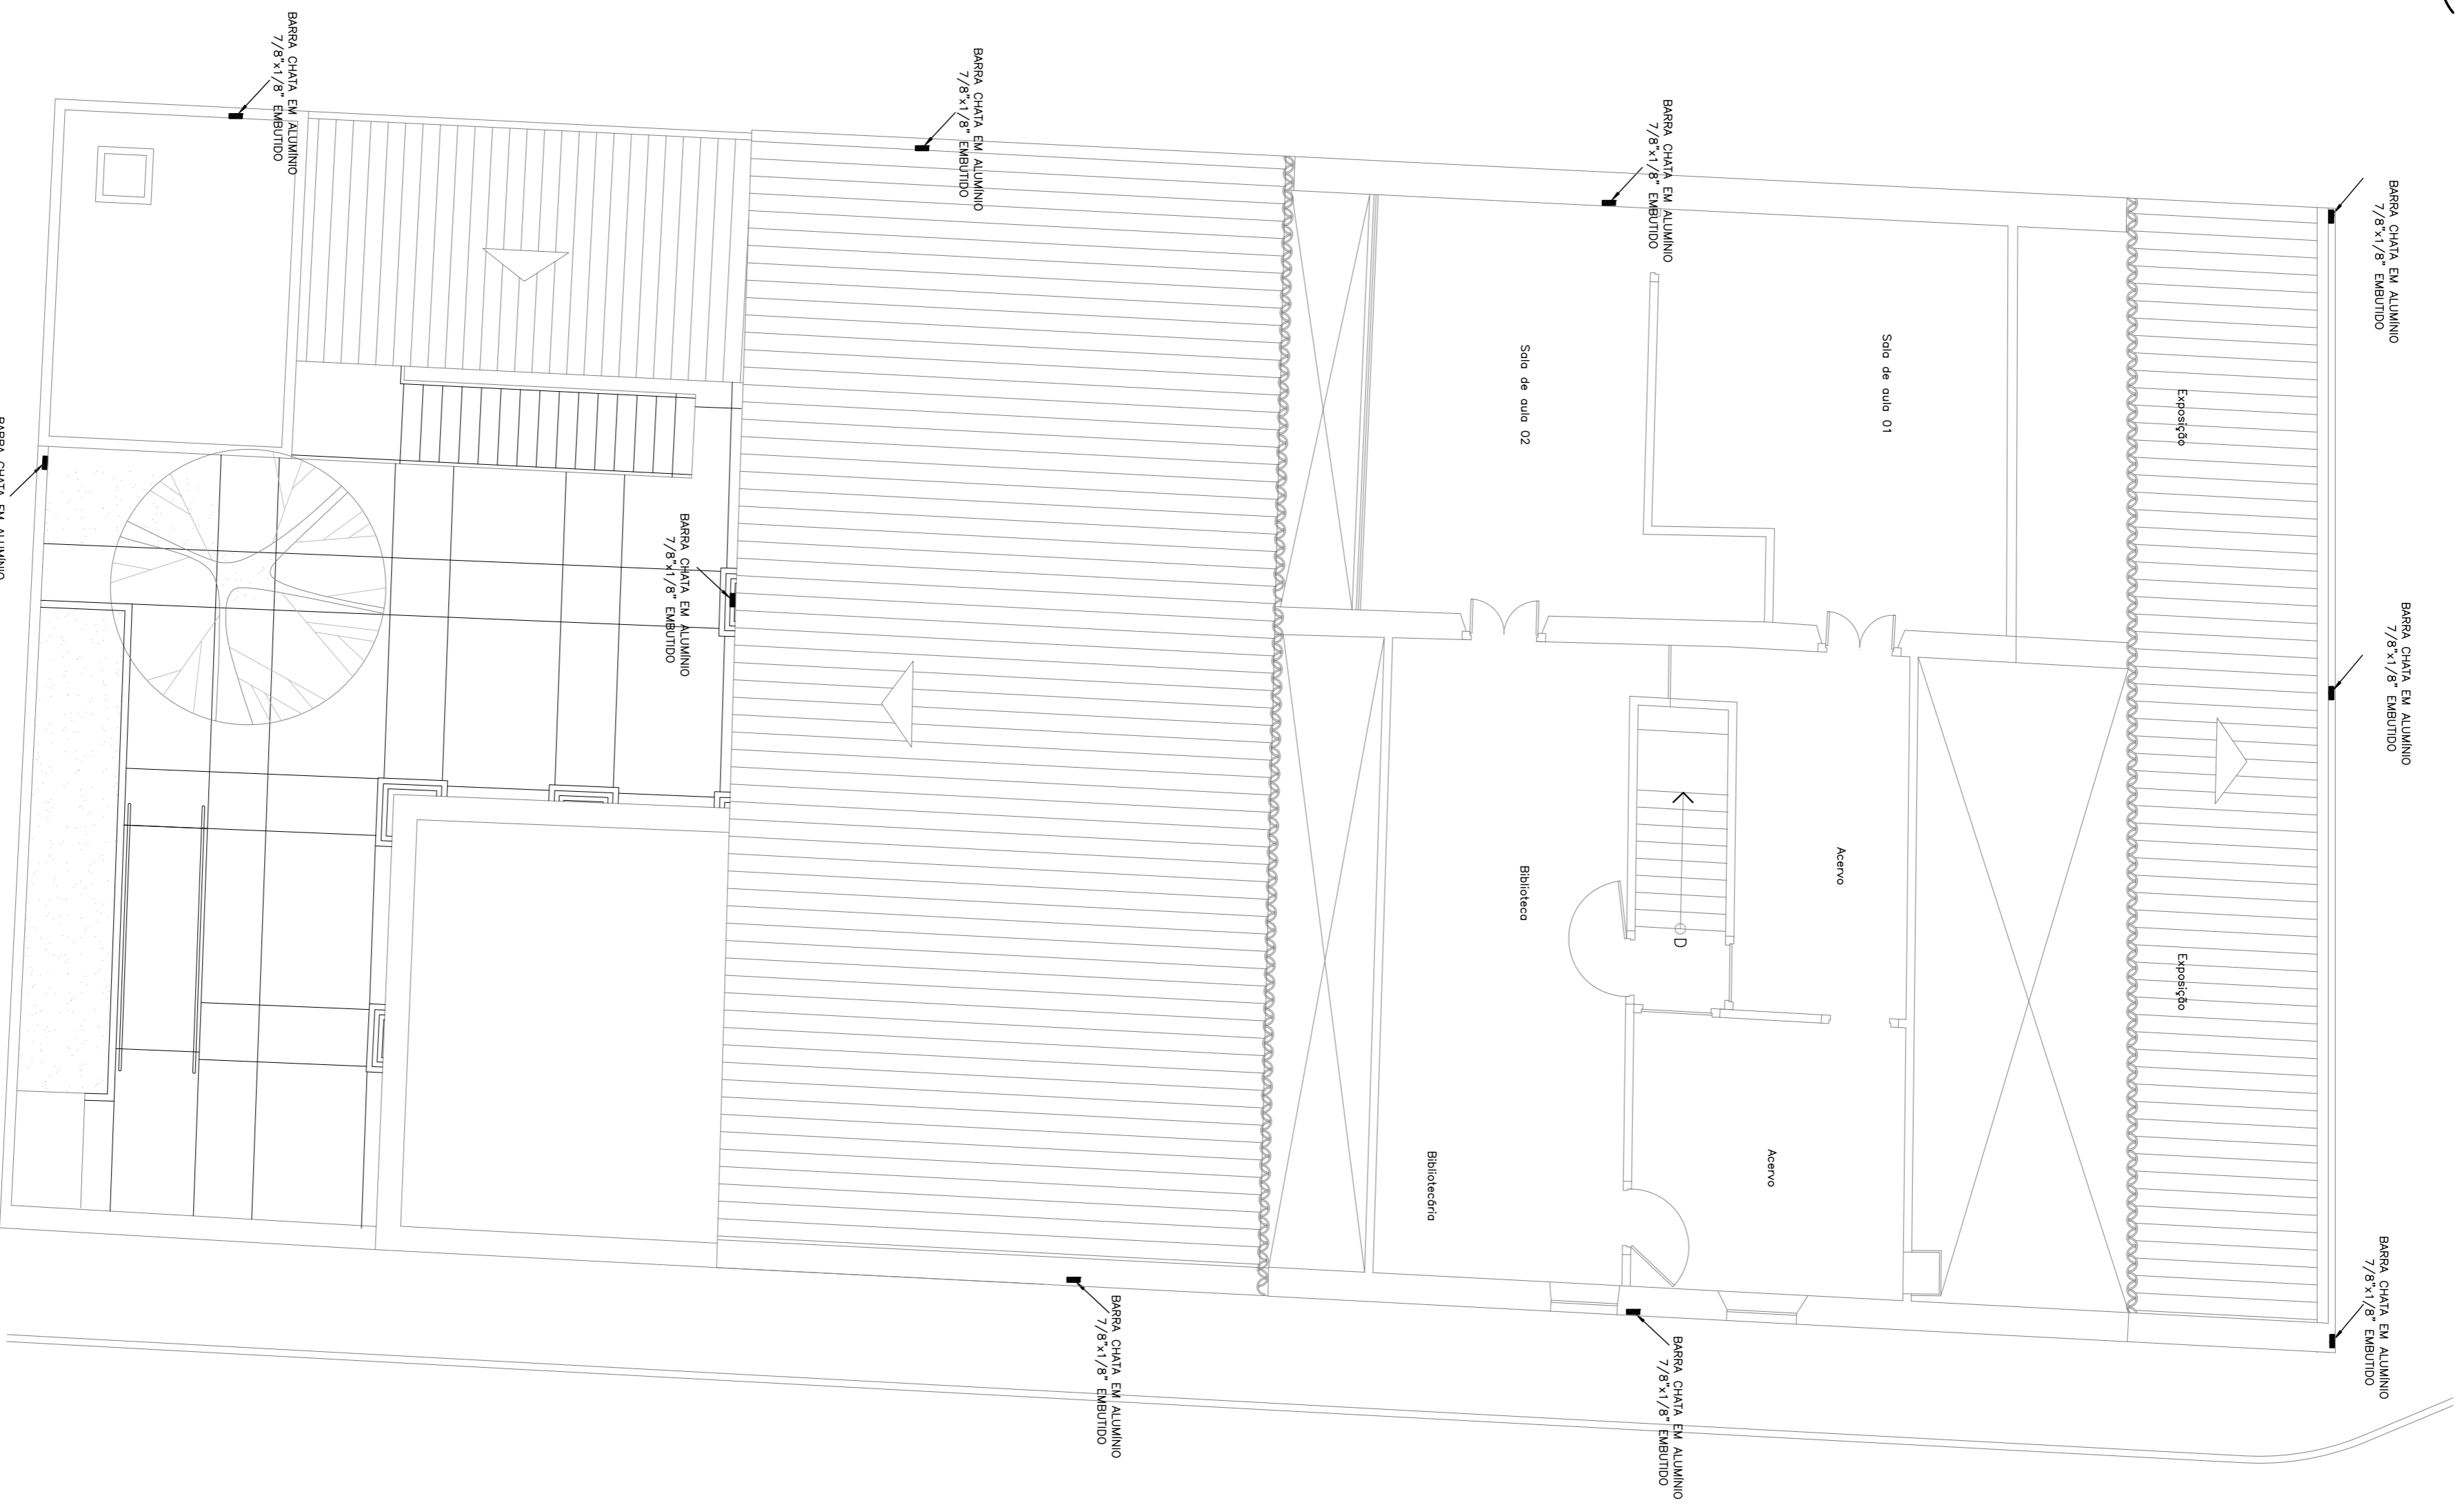 BARRA CHATA EM ALUMÍNIO
7/8"x1/8" EMBUTIDO
BARRA CHATA EM ALUMÍNIO
7/8"x1/8" EMBUTIDO
BARRA CHATA EM ALUMÍNIO
7/8"x1/8" EMBUTIDO
Exposição
Exposição
Sala de aula 01
Acervo
Acervo
BARRA CHATA EM ALUMÍNIO
7/8"x1/8" EMBUTIDO
D
BARRA CHATA EM ALUMÍNIO
7/8"x1/8" EMBUTIDO
Sala de aula 02
Biblioteca
Bibliotecária
BARRA CHATA EM ALUMÍNIO
7/8"x1/8" EMBUTIDO
BARRA CHATA EM ALUMÍNIO
7/8"x1/8" EMBUTIDO
BARRA CHATA EM ALUMÍNIO
7/8"x1/8" EMBUTIDO
BARRA CHATA EM ALUMÍNIO
7/8"x1/8" EMBUTIDO
BARRA CHATA EM ALUMÍNIO